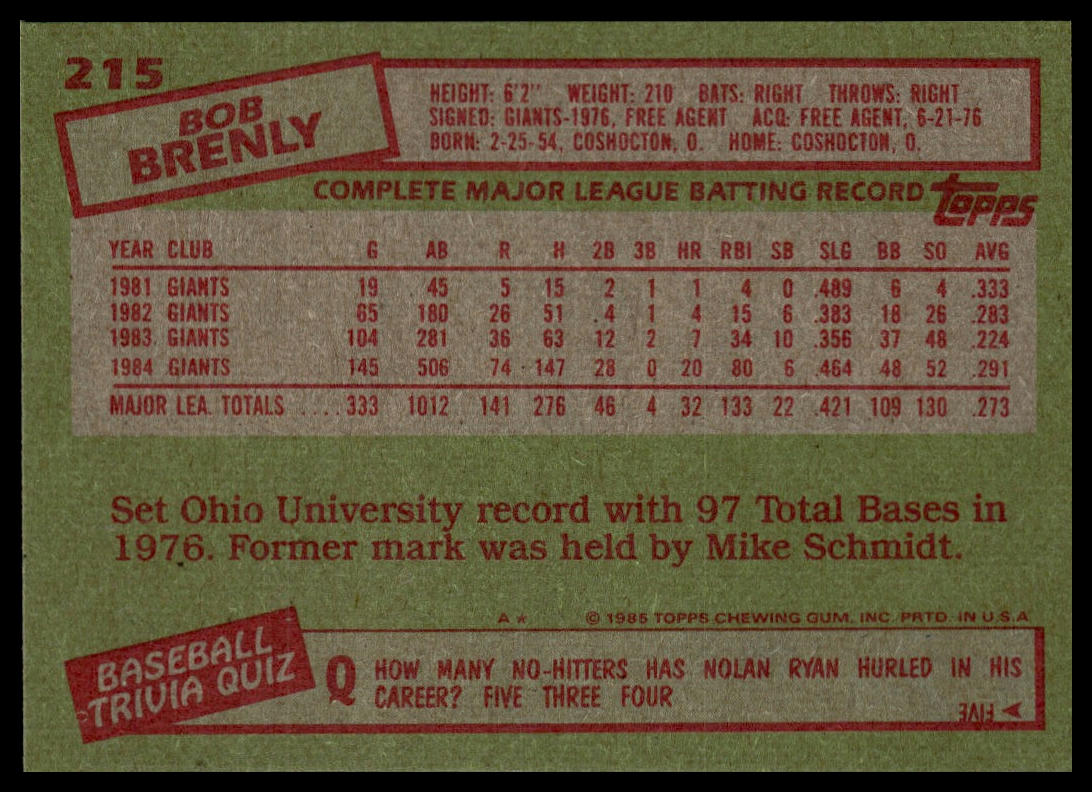 215
BOB
BRENLY
HEIGHT: 6'2" WEIGHT: 210 BATS: RIGHT THROWS: RIGHT
SIGNED: GIANTS-1976, FREE AGENT ACQ: FREE AGENT, 6-21-76
BORN: 2-25-54, COSHOCTON, O. HOME: COSHOCTON, O.
COMPLETE MAJOR LEAGUE BATTING RECORD TOPPS
YEAR CLUB G AB R H 2B 3B HR RBI SB SLG BB SO AVG
1981 GIANTS 19 45 5 15 2 1 1 4 0 .489 6 4 .333
1982 GIANTS 65 180 26 51 4 1 4 15 6 .383 18 26 .283
1983 GIANTS 104 281 36 63 12 2 7 34 10 .356 37 48 .224
1984 GIANTS 145 506 74 147 28 0 20 80 6 .464 48 52 .291
MAJOR LEA. TOTALS .... 333 1012 141 276 46 4 32 133 22 .421 109 130 .273
Set Ohio University record with 97 Total Bases in
1976. Former mark was held by Mike Schmidt.
A* © 1985 TOPPS CHEWING GUM, INC. PRTD. IN U.S.A
BASEBALL
TRIVIA QUIZ
Q HOW MANY NO-HITTERS HAS NOLAN RYAN HURLED IN HIS
CAREER? FIVE THREE FOUR
FIVE